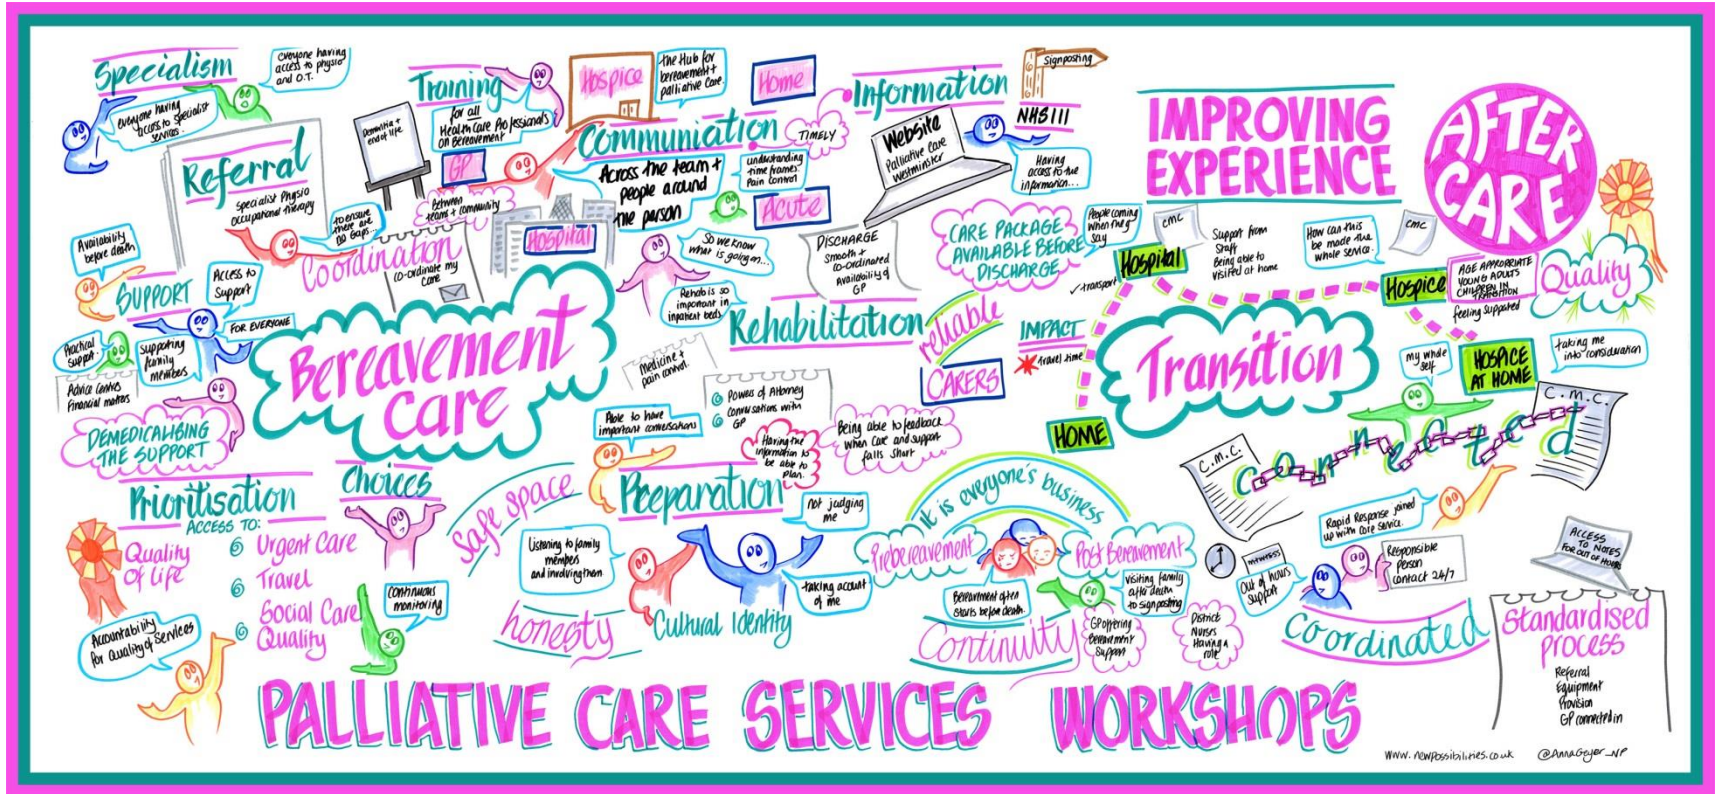 Specialism
everyone having
access to physio
and O.T.
everyone having
access to specialist
services.
Referral
Specialist Physio
Occupational Therapy
to ensure
there are
no Gaps...
Training
for all
Health Care Professionals
on Bereavement
Dementia +
end of life
GP
Between
teams + community
Coordination
co-ordinate my
care
Hospice
the Hub for
bereavement +
palliative care.
Home
Communiation
Across the team +
people around
the person
TIMELY
understanding
time frames.
Pain control
Acute
Hospital
So we know
what is going on...
Information
Signposting
NHS111
Website
Palliative Care
Westminster
Having
access to the
information...
DISCHARGE
Smooth +
co-ordinated
Availability of
GP
CARE PACKAGE
AVAILABLE BEFORE
DISCHARGE
IMPROVING
EXPERIENCE
AFTER
CARE
Availability
before death
SUPPORT
Access to
Support
FOR EVERYONE
Practical
support.
supporting
family
members
Advice Centres
Financial matters
DEMEDICALISING
THE SUPPORT
Bereavement
Care
Rehab is so
important in
inpatient beds.
Rehabilitation
medicine +
pain control.
Powers of Attorney
conversations with
GP
reliable
CARERS
IMPACT
travel time
Being able to feedback
when care and support
falls short
People coming
when they
say
CMC
Hospital
✓ transport
Support from
Staff
Being able to
visited at home
How can this
be made the
whole service.
CMC
Hospice
AGE APPROPRIATE
YOUNG ADULTS
CHILDREN IN
TRANSITION
feeling supported
Quality
Transition
HOSPICE
AT HOME
taking me
into consideration
my whole
self
HOME
C.M.C.
C.M.C.
connected
Prioritisation
ACCESS TO:
Quality
Of Life
Urgent Care
Travel
Social Care
Quality
Accountability
for Quality of Services
Continuous
monitoring
Choices
Safe space
Able to have
important conversations
Having the
information to
be able to
plan.
Preparation
not judging
me
Listening to family
members
and involving them
taking account
of me
honesty
Cultural Identity
it is everyone's business
Prebereavement
Post Bereavement
Bereavment often
starts before death.
visiting family
after death
to signposting
Continuity
GP offering
Bereavement
Support
District
Nurses
Having a
role
Rapid Response joined
up with core service.
Out of hours
support
Responsible
person
contact 24/7
Coordinated
ACCESS
TO NOTES
FOR OUT OF HOURS
Standardised
process
Referral
Equipment
Provision
GP connected in
PALLIATIVE CARE SERVICES WORKSHOPS
www.newpossibilities.co.uk
@AnnaGeyer_NP